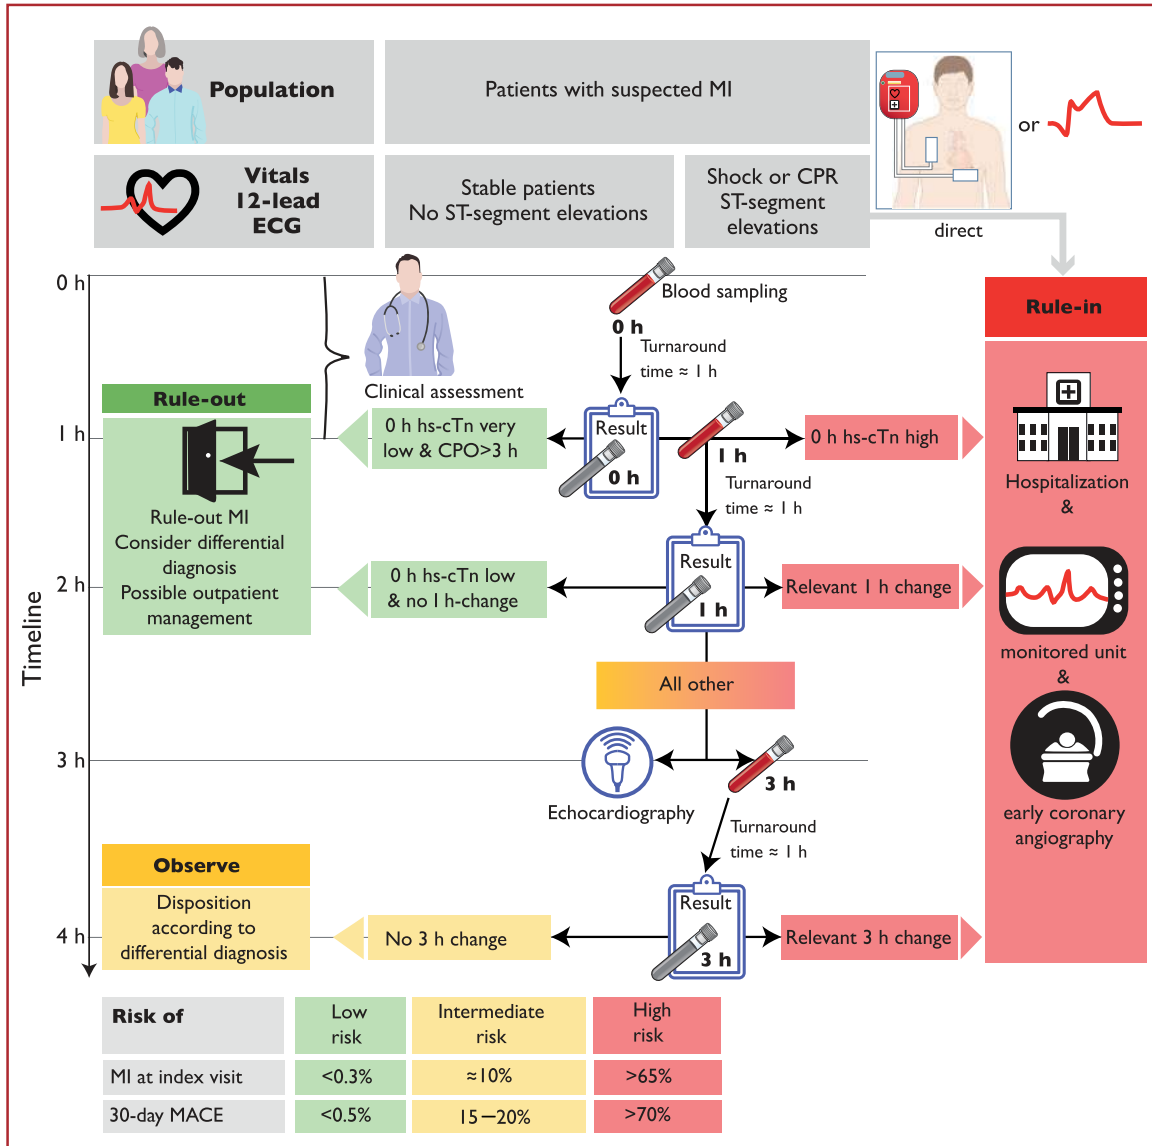 Population
Patients with suspected MI
or
Vitals
12-lead
ECG
Stable patients
No ST-segment elevations
Shock or CPR
ST-segment
elevations
direct
Timeline
0 h
1 h
2 h
3 h
4 h
Clinical assessment
Blood sampling
0 h
Turnaround
time ≈ 1 h
Rule-in
Rule-out
Rule-out MI
Consider differential
diagnosis
Possible outpatient
management
0 h hs-cTn very
low & CPO>3 h
Result
0 h
1 h
0 h hs-cTn high
Turnaround
time ≈ 1 h
Hospitalization
&
monitored unit
&
early coronary
angiography
0 h hs-cTn low
& no 1 h-change
Result
1 h
Relevant 1 h change
All other
Echocardiography
3 h
Turnaround
time ≈ 1 h
Observe
Disposition
according to
differential diagnosis
No 3 h change
Result
3 h
Relevant 3 h change
Risk of
Low
risk
Intermediate
risk
High
risk
MI at index visit
<0.3%
≈10%
>65%
30-day MACE
<0.5%
15—20%
>70%